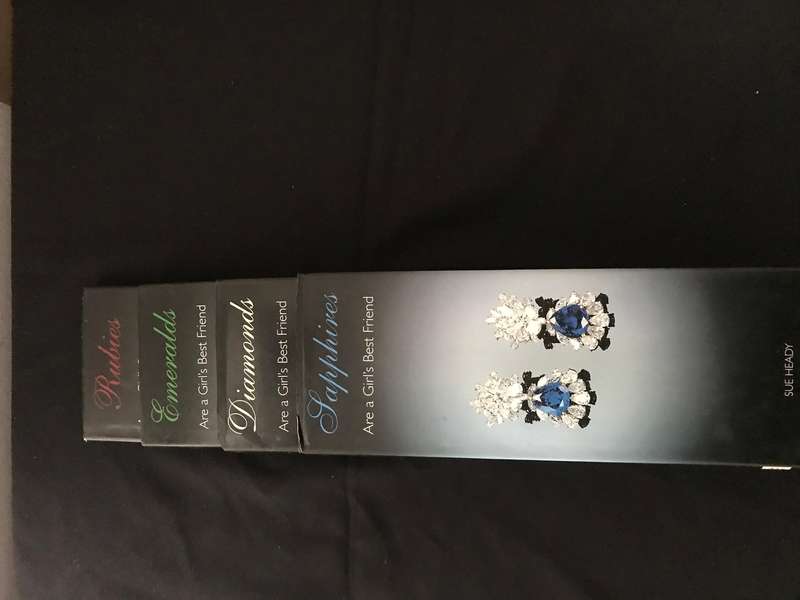 Rubies
Emeralds
Are a Girl's Best Friend
Diamonds
Are a Girl's Best Friend
Sapphires
Are a Girl's Best Friend
SUE HEADY